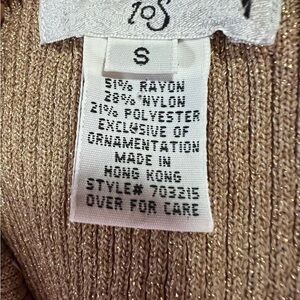 S
51% RAYON
28% NYLON
21% POLYESTER
EXCLUSIVE OF
ORNAMENTATION
MADE IN
HONG KONG
STYLE# 703215
OVER FOR CARE